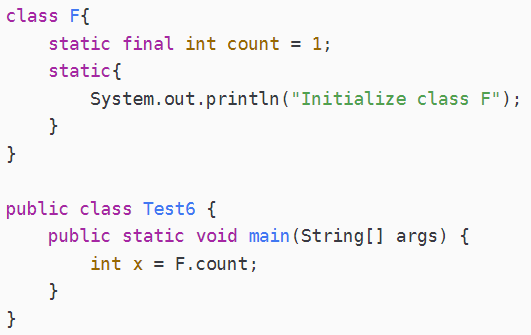 class F{
    static final int count = 1;
    static{
        System.out.println("Initialize class F");
    }
}

public class Test6 {
    public static void main(String[] args) {
        int x = F.count;
    }
}